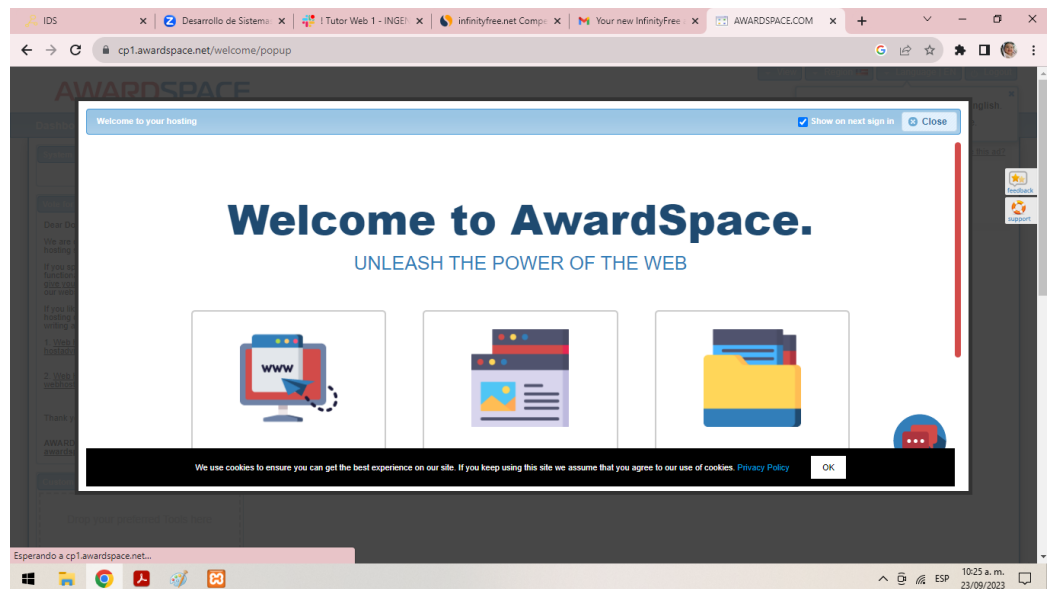 IDS
Desarrollo de Sistema
! Tutor Web 1 - INGEN
infinityfree.net Compe
Your new InfinityFree
AWARDSPACE.COM
cp1.awardspace.net/welcome/popup
AWARDSPACE
Welcome to your hosting
Show on next sign in
Close
feedback
support
Welcome to AwardSpace.
UNLEASH THE POWER OF THE WEB
WWW
We use cookies to ensure you can get the best experience on our site. If you keep using this site we assume that you agree to our use of cookies. Privacy Policy
OK
Esperando a cp1.awardspace.net...
ESP
10:25 a. m.
23/09/2023